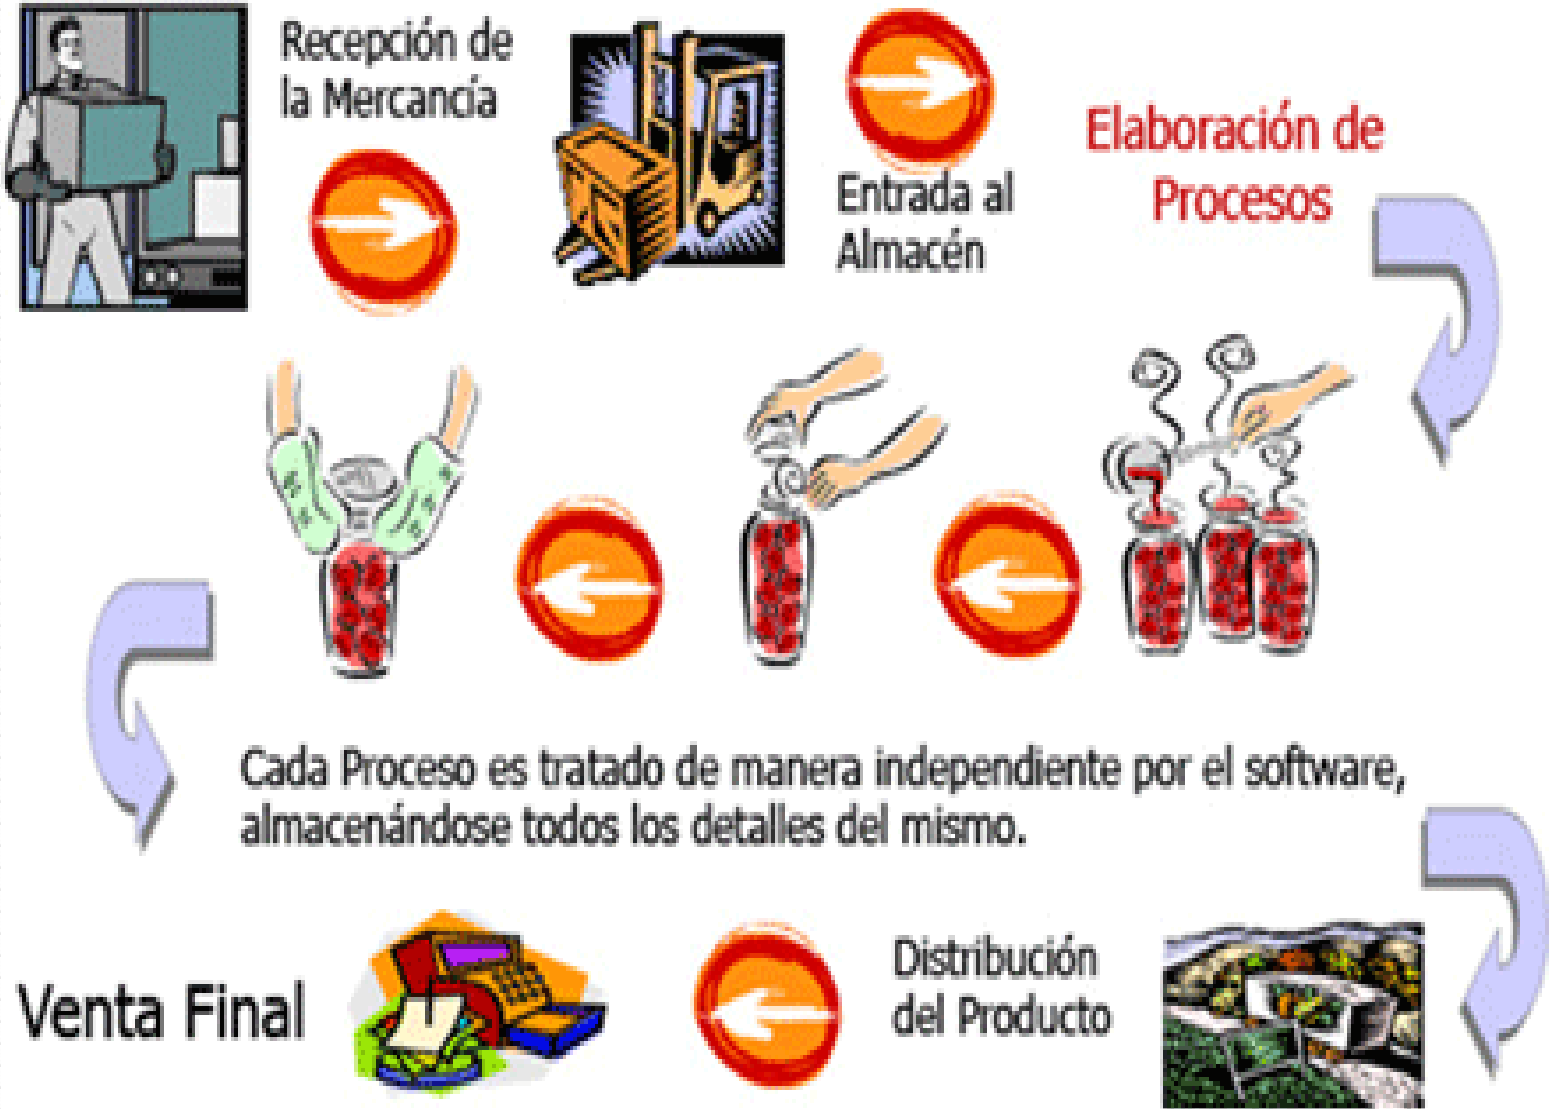 Recepción de
la Mercancía
Entrada al
Almacén
Elaboración de
Procesos
Cada Proceso es tratado de manera independiente por el software,
almacenándose todos los detalles del mismo.
Distribución
del Producto
Venta Final